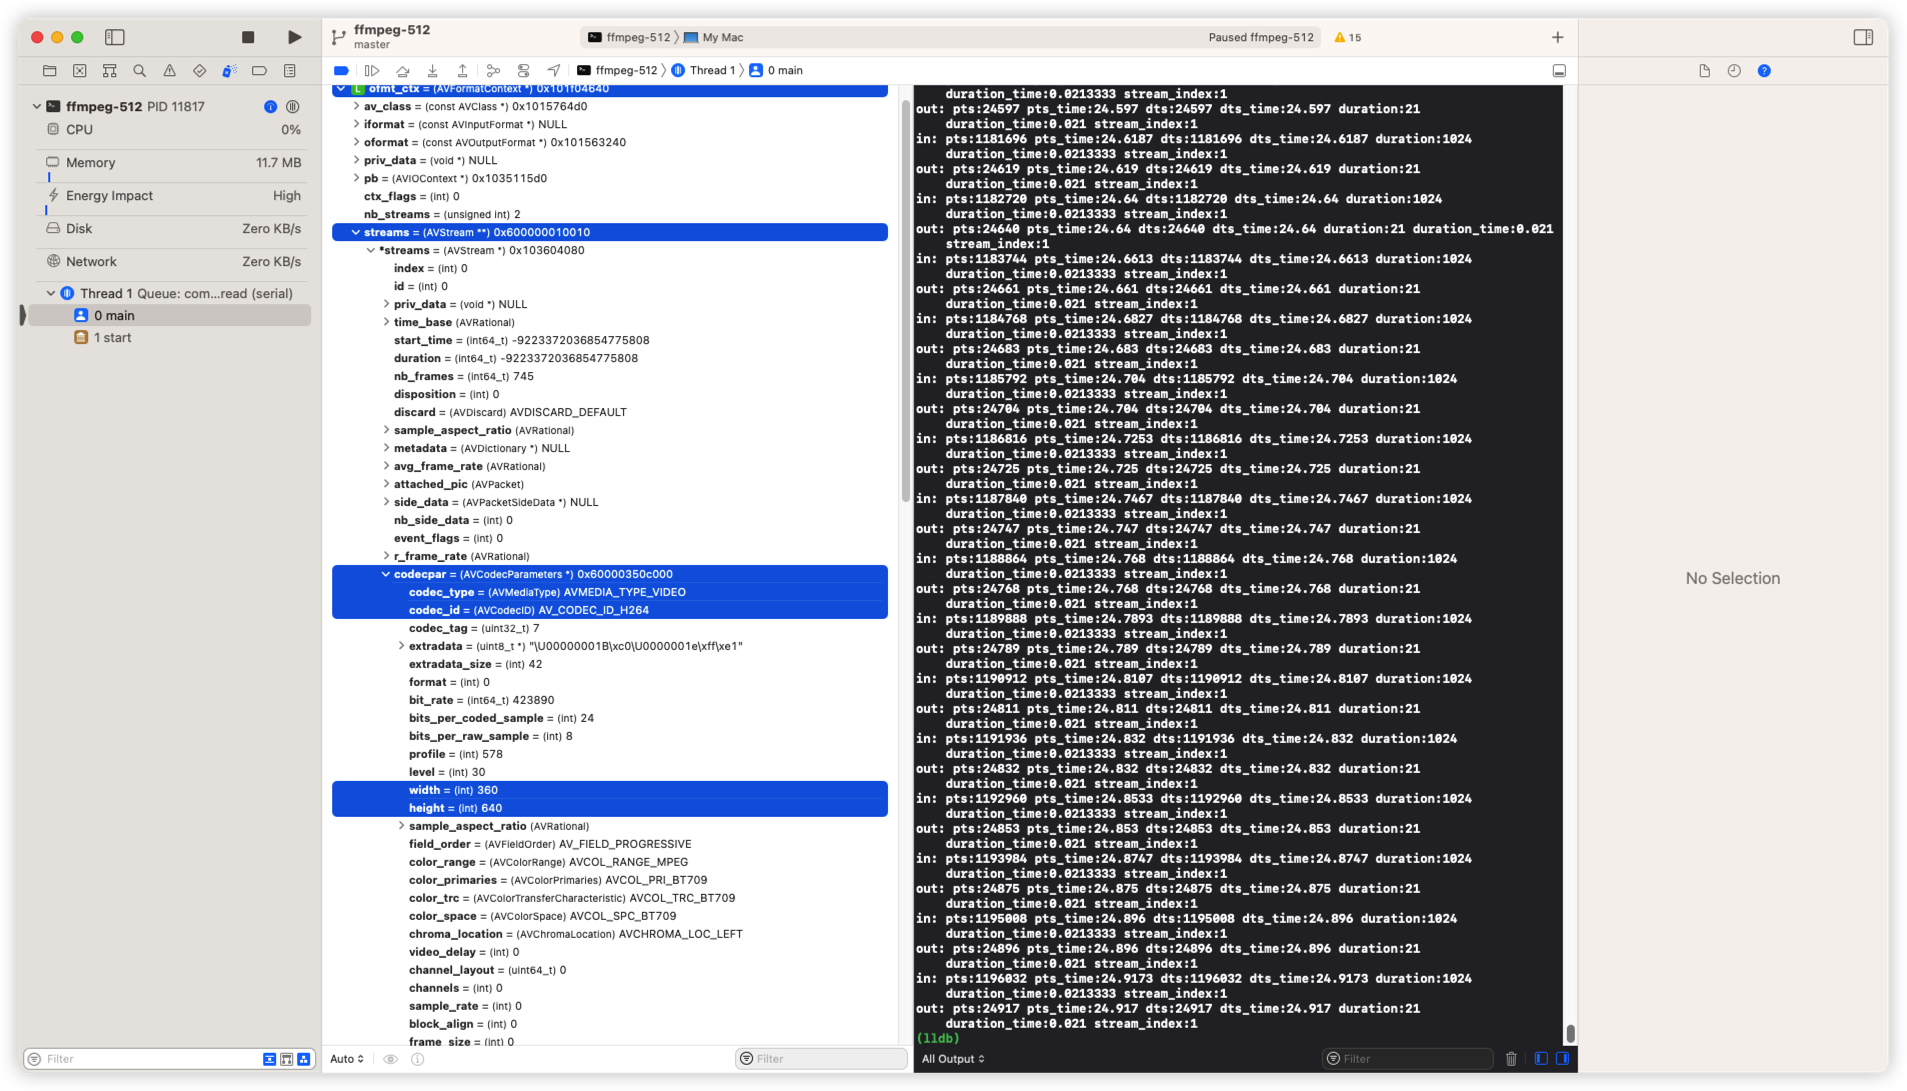 ffmpeg-512
master
ffmpeg-512 My Mac
Paused ffmpeg-512
15
ffmpeg-512 Thread 1 0 main
ffmpeg-512 PID 11817
CPU 0%
Memory 11.7 MB
Energy Impact High
Disk Zero KB/s
Network Zero KB/s
Thread 1 Queue: com...read (serial)
0 main
1 start
Filter
L ofmt_ctx = (AVFormatContext *) 0x101f04640
av_class = (const AVClass *) 0x1015764d0
iformat = (const AVInputFormat *) NULL
oformat = (const AVOutputFormat *) 0x101563240
priv_data = (void *) NULL
pb = (AVIOContext *) 0x1035115d0
ctx_flags = (int) 0
nb_streams = (unsigned int) 2
streams = (AVStream **) 0x600000010010
*streams = (AVStream *) 0x103604080
index = (int) 0
id = (int) 0
priv_data = (void *) NULL
time_base (AVRational)
start_time = (int64_t) -9223372036854775808
duration = (int64_t) -9223372036854775808
nb_frames = (int64_t) 745
disposition = (int) 0
discard = (AVDiscard) AVDISCARD_DEFAULT
sample_aspect_ratio (AVRational)
metadata = (AVDictionary *) NULL
avg_frame_rate (AVRational)
attached_pic (AVPacket)
side_data = (AVPacketSideData *) NULL
nb_side_data = (int) 0
event_flags = (int) 0
r_frame_rate (AVRational)
codecpar = (AVCodecParameters *) 0x60000350c000
codec_type = (AVMediaType) AVMEDIA_TYPE_VIDEO
codec_id = (AVCodecID) AV_CODEC_ID_H264
codec_tag = (uint32_t) 7
extradata = (uint8_t *) "\U00000001B\xc0\U0000001e\xff\xe1"
extradata_size = (int) 42
format = (int) 0
bit_rate = (int64_t) 423890
bits_per_coded_sample = (int) 24
bits_per_raw_sample = (int) 8
profile = (int) 578
level = (int) 30
width = (int) 360
height = (int) 640
sample_aspect_ratio (AVRational)
field_order = (AVFieldOrder) AV_FIELD_PROGRESSIVE
color_range = (AVColorRange) AVCOL_RANGE_MPEG
color_primaries = (AVColorPrimaries) AVCOL_PRI_BT709
color_trc = (AVColorTransferCharacteristic) AVCOL_TRC_BT709
color_space = (AVColorSpace) AVCOL_SPC_BT709
chroma_location = (AVChromaLocation) AVCHROMA_LOC_LEFT
video_delay = (int) 0
channel_layout = (uint64_t) 0
channels = (int) 0
sample_rate = (int) 0
block_align = (int) 0
frame_size = (int) 0
Auto
Filter
duration_time:0.0213333 stream_index:1
out: pts:24597 pts_time:24.597 dts:24597 dts_time:24.597 duration:21
duration_time:0.021 stream_index:1
in: pts:1181696 pts_time:24.6187 dts:1181696 dts_time:24.6187 duration:1024
duration_time:0.0213333 stream_index:1
out: pts:24619 pts_time:24.619 dts:24619 dts_time:24.619 duration:21
duration_time:0.021 stream_index:1
in: pts:1182720 pts_time:24.64 dts:1182720 dts_time:24.64 duration:1024
duration_time:0.0213333 stream_index:1
out: pts:24640 pts_time:24.64 dts:24640 dts_time:24.64 duration:21 duration_time:0.021
stream_index:1
in: pts:1183744 pts_time:24.6613 dts:1183744 dts_time:24.6613 duration:1024
duration_time:0.0213333 stream_index:1
out: pts:24661 pts_time:24.661 dts:24661 dts_time:24.661 duration:21
duration_time:0.021 stream_index:1
in: pts:1184768 pts_time:24.6827 dts:1184768 dts_time:24.6827 duration:1024
duration_time:0.0213333 stream_index:1
out: pts:24683 pts_time:24.683 dts:24683 dts_time:24.683 duration:21
duration_time:0.021 stream_index:1
in: pts:1185792 pts_time:24.704 dts:1185792 dts_time:24.704 duration:1024
duration_time:0.0213333 stream_index:1
out: pts:24704 pts_time:24.704 dts:24704 dts_time:24.704 duration:21
duration_time:0.021 stream_index:1
in: pts:1186816 pts_time:24.7253 dts:1186816 dts_time:24.7253 duration:1024
duration_time:0.0213333 stream_index:1
out: pts:24725 pts_time:24.725 dts:24725 dts_time:24.725 duration:21
duration_time:0.021 stream_index:1
in: pts:1187840 pts_time:24.7467 dts:1187840 dts_time:24.7467 duration:1024
duration_time:0.0213333 stream_index:1
out: pts:24747 pts_time:24.747 dts:24747 dts_time:24.747 duration:21
duration_time:0.021 stream_index:1
in: pts:1188864 pts_time:24.768 dts:1188864 dts_time:24.768 duration:1024
duration_time:0.0213333 stream_index:1
out: pts:24768 pts_time:24.768 dts:24768 dts_time:24.768 duration:21
duration_time:0.021 stream_index:1
in: pts:1189888 pts_time:24.7893 dts:1189888 dts_time:24.7893 duration:1024
duration_time:0.0213333 stream_index:1
out: pts:24789 pts_time:24.789 dts:24789 dts_time:24.789 duration:21
duration_time:0.021 stream_index:1
in: pts:1190912 pts_time:24.8107 dts:1190912 dts_time:24.8107 duration:1024
duration_time:0.0213333 stream_index:1
out: pts:24811 pts_time:24.811 dts:24811 dts_time:24.811 duration:21
duration_time:0.021 stream_index:1
in: pts:1191936 pts_time:24.832 dts:1191936 dts_time:24.832 duration:1024
duration_time:0.0213333 stream_index:1
out: pts:24832 pts_time:24.832 dts:24832 dts_time:24.832 duration:21
duration_time:0.021 stream_index:1
in: pts:1192960 pts_time:24.8533 dts:1192960 dts_time:24.8533 duration:1024
duration_time:0.0213333 stream_index:1
out: pts:24853 pts_time:24.853 dts:24853 dts_time:24.853 duration:21
duration_time:0.021 stream_index:1
in: pts:1193984 pts_time:24.8747 dts:1193984 dts_time:24.8747 duration:1024
duration_time:0.0213333 stream_index:1
out: pts:24875 pts_time:24.875 dts:24875 dts_time:24.875 duration:21
duration_time:0.021 stream_index:1
in: pts:1195008 pts_time:24.896 dts:1195008 dts_time:24.896 duration:1024
duration_time:0.0213333 stream_index:1
out: pts:24896 pts_time:24.896 dts:24896 dts_time:24.896 duration:21
duration_time:0.021 stream_index:1
in: pts:1196032 pts_time:24.9173 dts:1196032 dts_time:24.9173 duration:1024
duration_time:0.0213333 stream_index:1
out: pts:24917 pts_time:24.917 dts:24917 dts_time:24.917 duration:21
duration_time:0.021 stream_index:1
(lldb)
All Output
Filter
No Selection